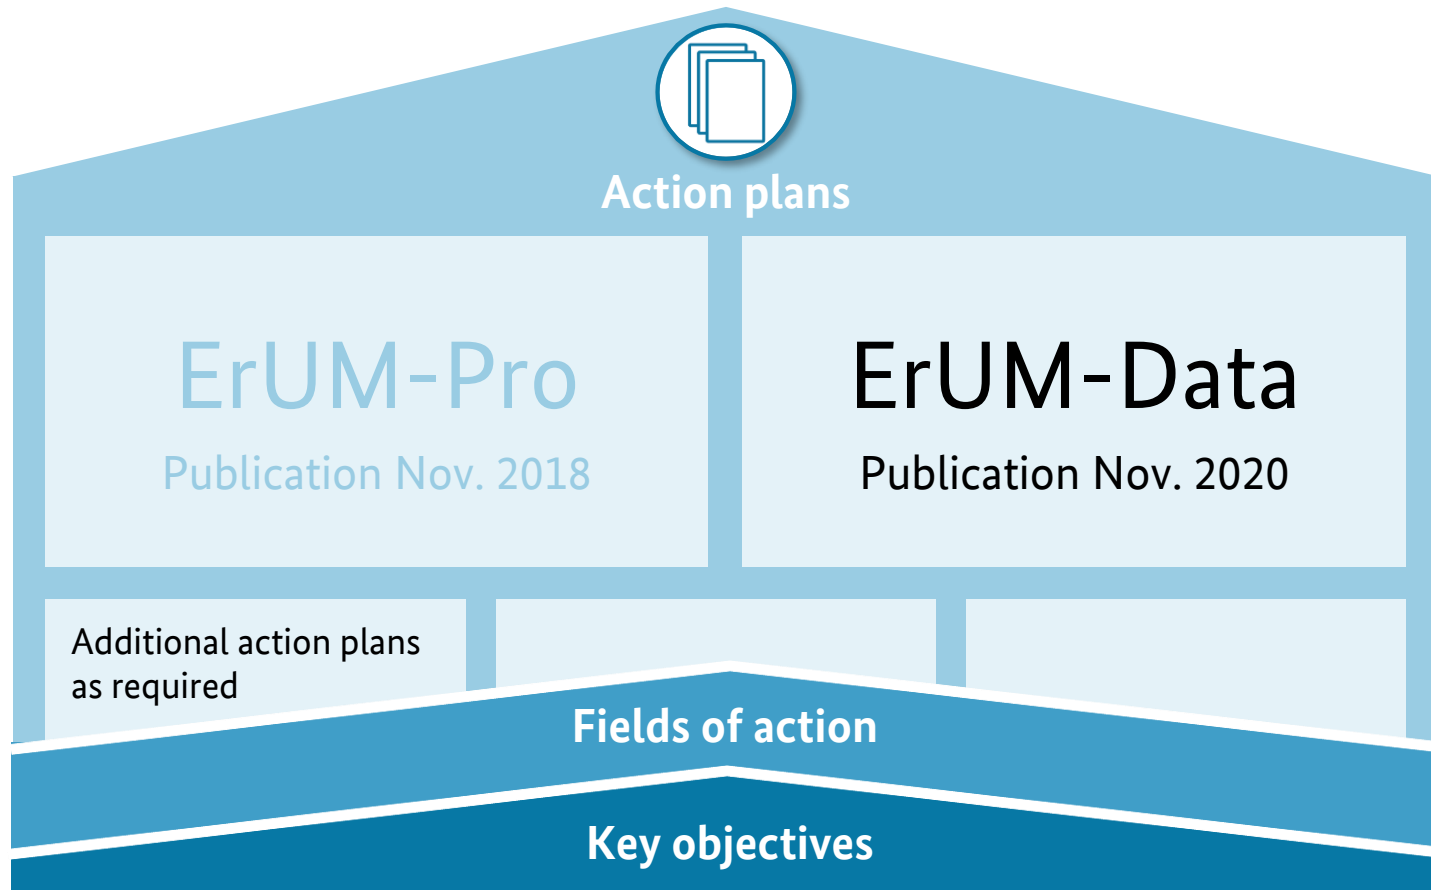 Action plans
ErUM-Pro
Publication Nov. 2018
ErUM-Data
Publication Nov. 2020
Additional action plans
as required
Fields of action
Key objectives